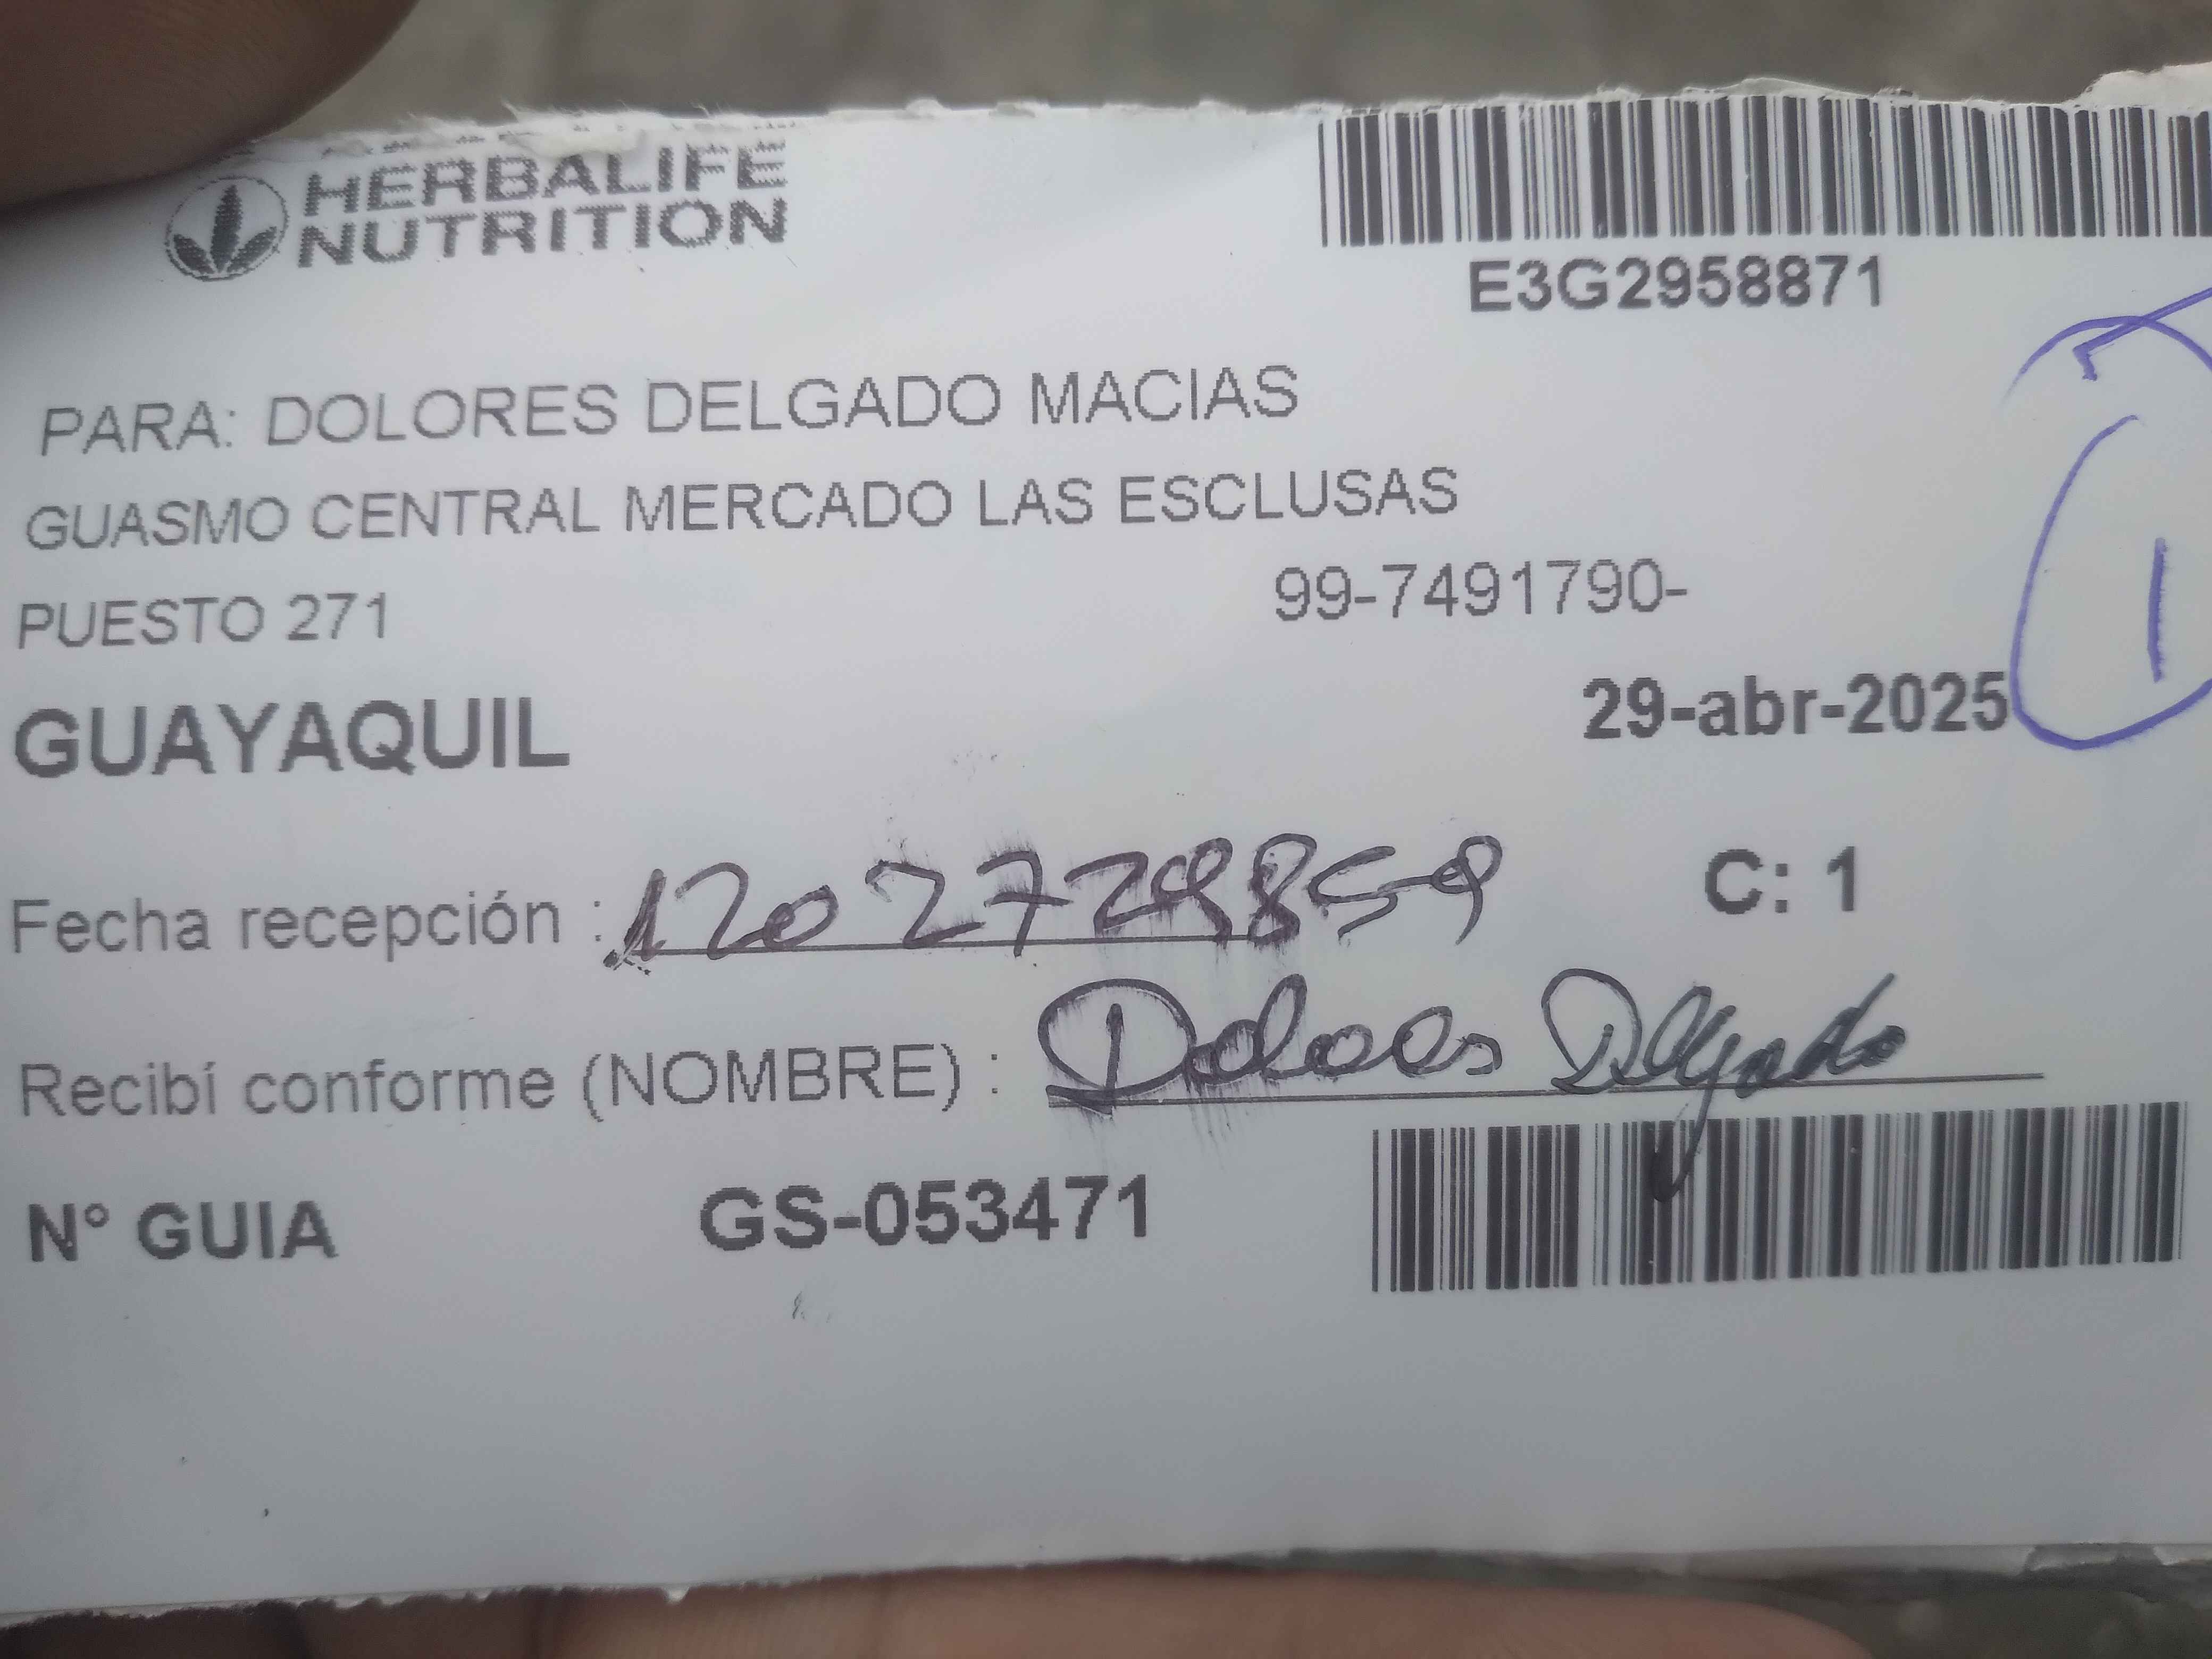 HERBALIFE
NUTRITION
E3G2958871
PARA: DOLORES DELGADO MACIAS
GUASMO CENTRAL MERCADO LAS ESCLUSAS
PUESTO 271 99-7491790-
GUAYAQUIL 29-abr-2025
1
Fecha recepción : 1202729859 C: 1
Recibí conforme (NOMBRE) : Dolores Delgado
N° GUIA GS-053471